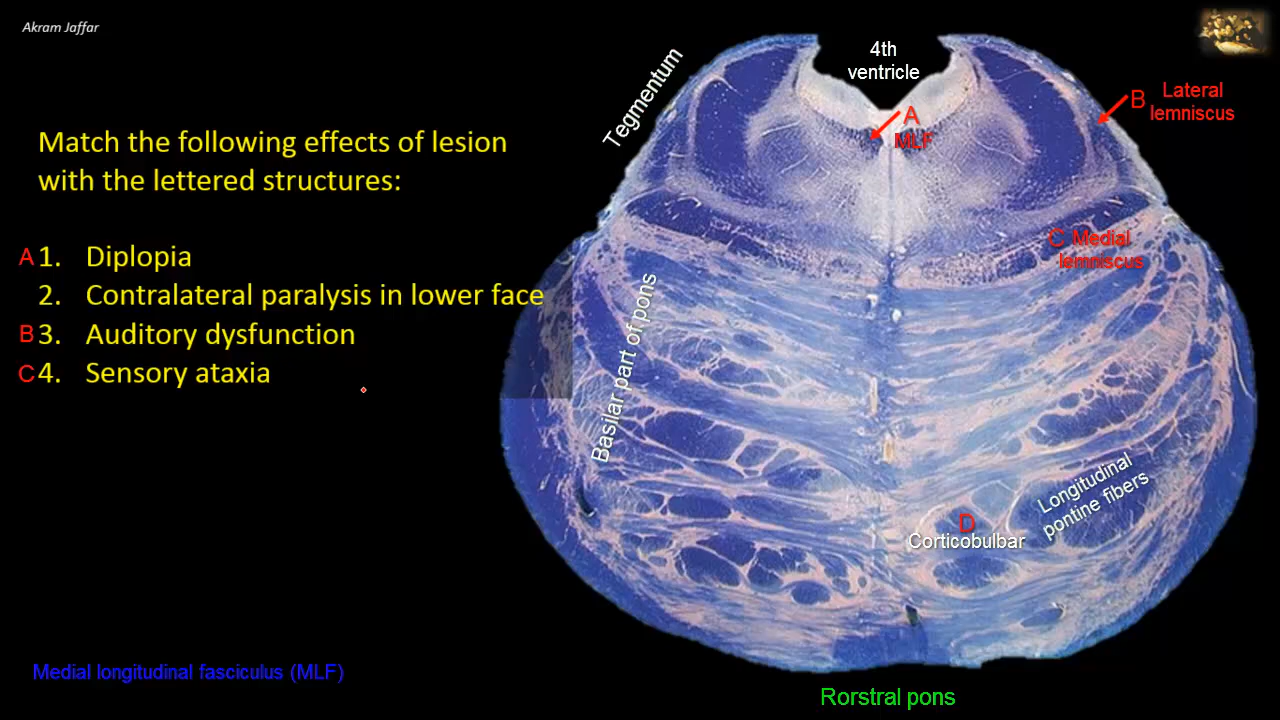 Akram Jaffar
Match the following effects of lesion
with the lettered structures:
A 1. Diplopia
2. Contralateral paralysis in lower face
B 3. Auditory dysfunction
C 4. Sensory ataxia
Medial longitudinal fasciculus (MLF)
Tegmentum
4th
ventricle
A
MLF
B Lateral
lemniscus
C Medial
lemniscus
Basilar part of pons
Longitudinal
pontine fibers
D
Corticobulbar
Rorstral pons